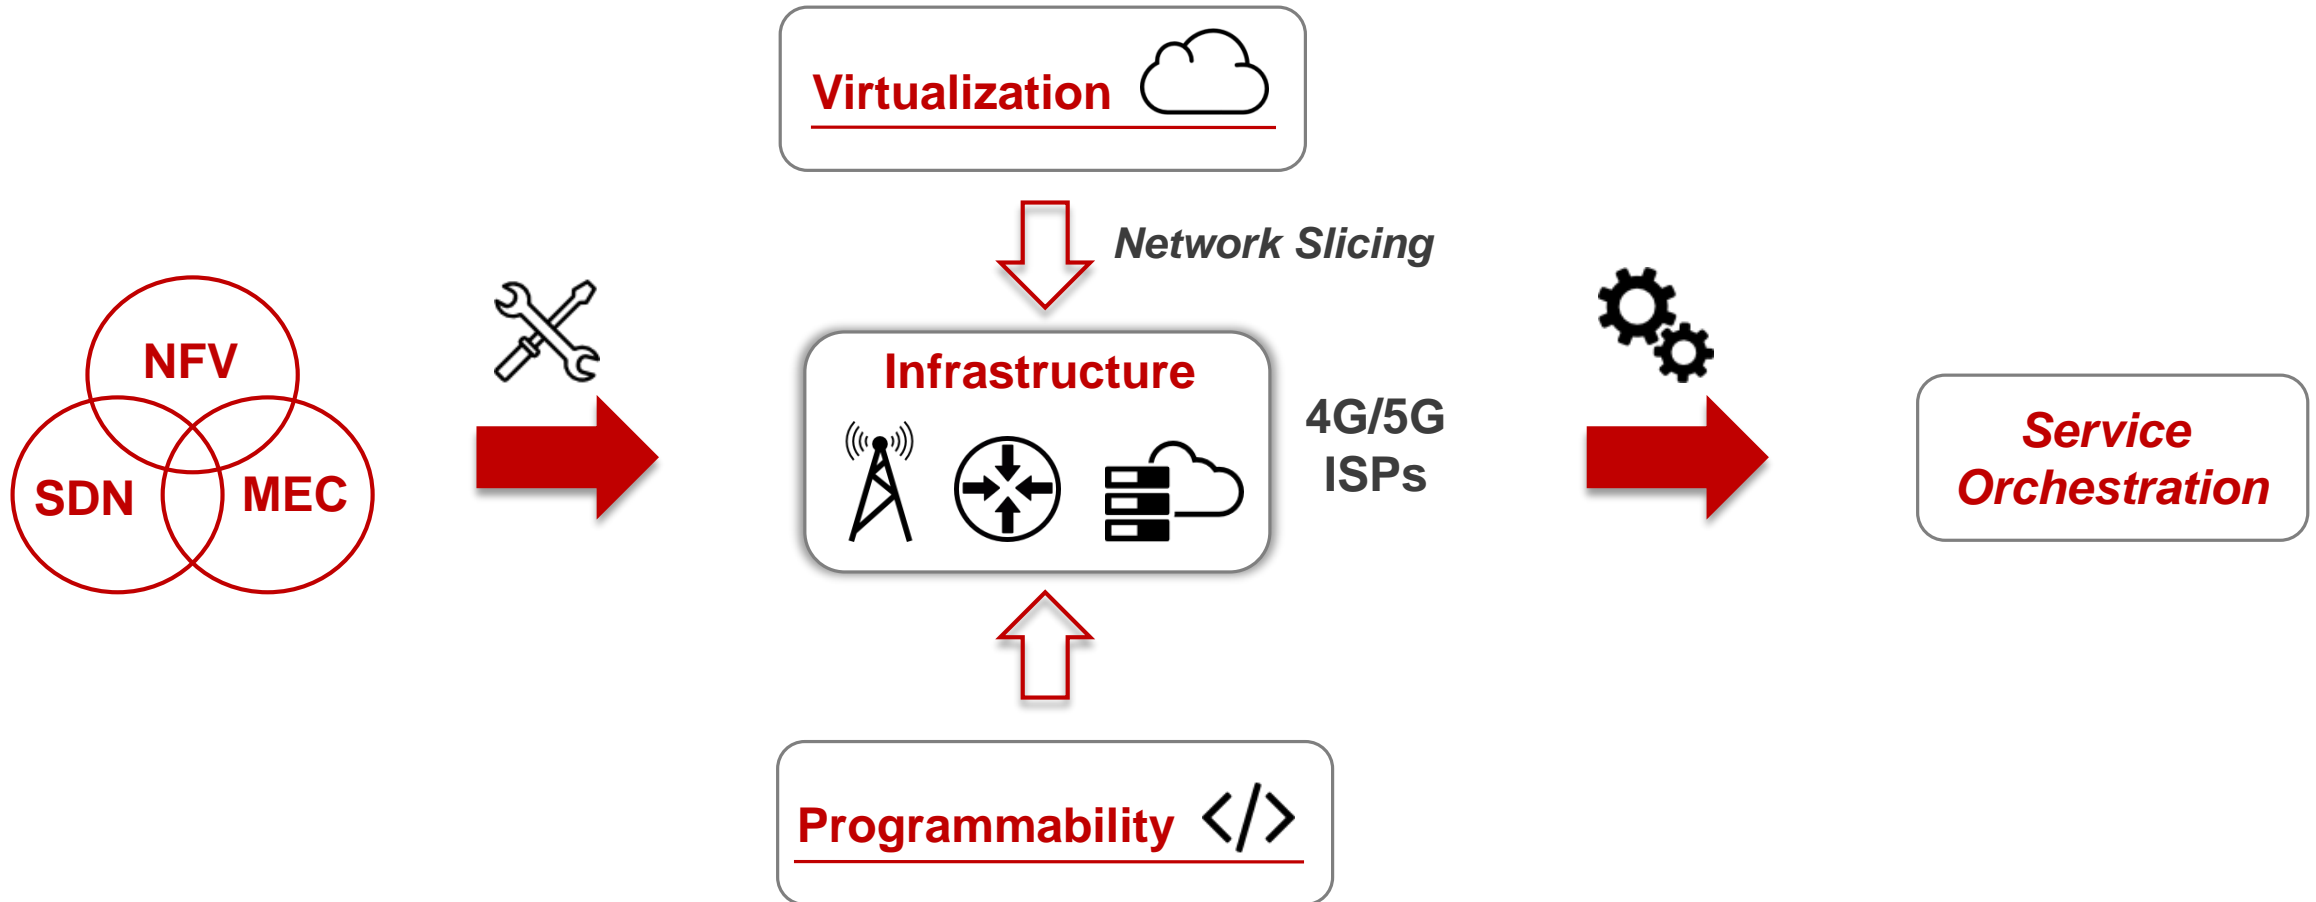 Virtualization
Network Slicing
NFV
SDN
MEC
Infrastructure
4G/5G
ISPs
Service
Orchestration
Programmability